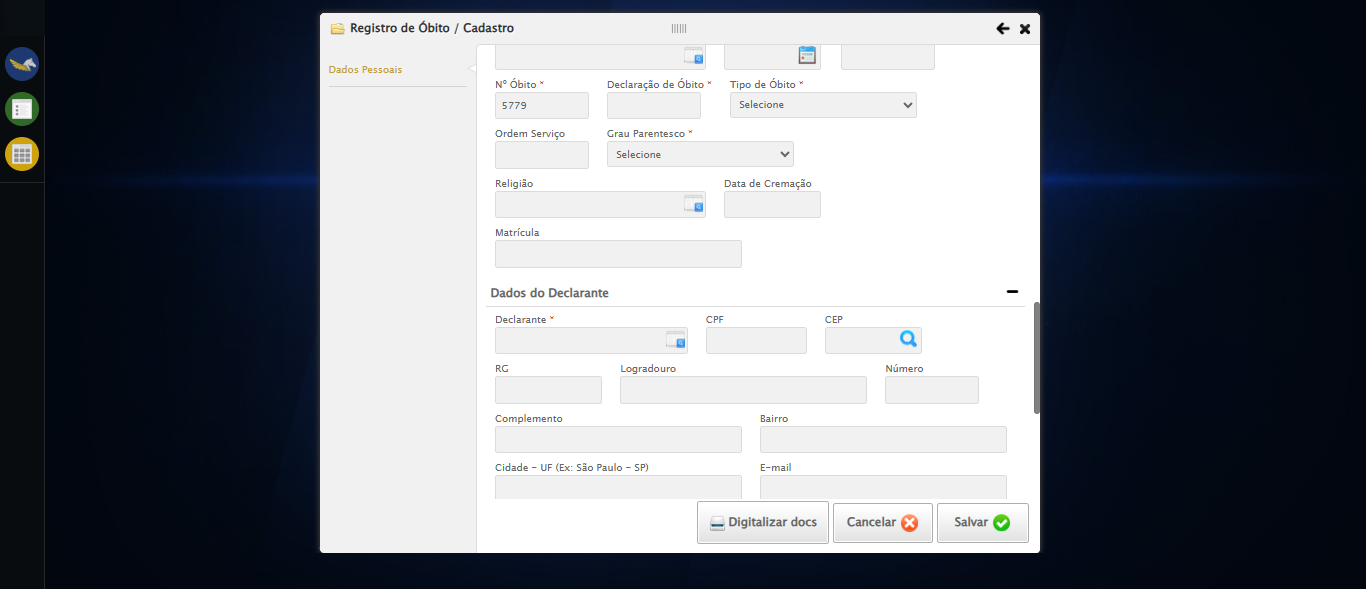 Registro de Óbito / Cadastro
Dados Pessoais
Nº Óbito * Declaração de Óbito * Tipo de Óbito *
5779 Selecione
Ordem Serviço Grau Parentesco *
Selecione
Religião Data de Cremação
Matrícula
Dados do Declarante
Declarante * CPF CEP
RG Logradouro Número
Complemento Bairro
Cidade - UF (Ex: São Paulo - SP) E-mail
Digitalizar docs Cancelar Salvar